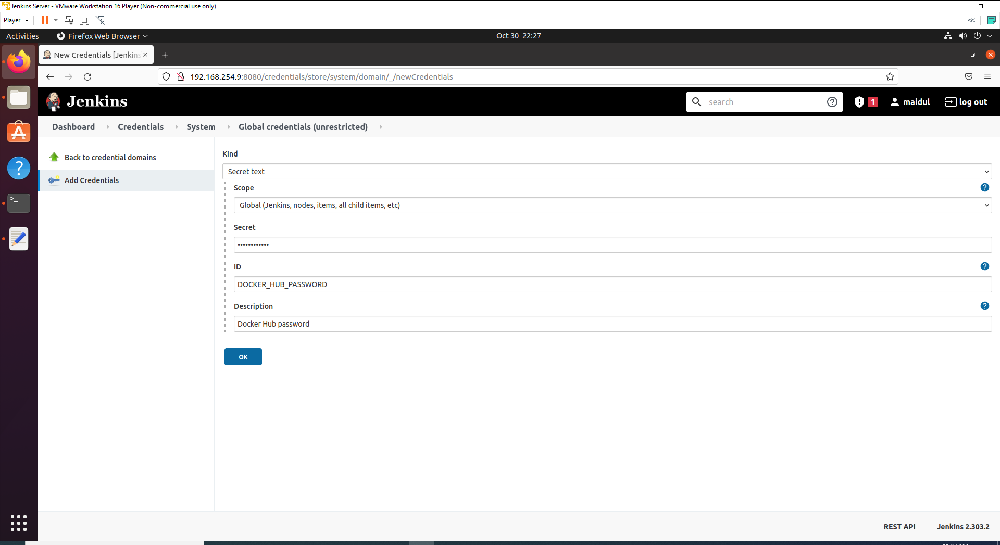 Jenkins Server - VMware Workstation 16 Player (Non-commercial use only)
Player
Activities
Firefox Web Browser
Oct 30 22:27
New Credentials [Jenkins
192.168.254.9:8080/credentials/store/system/domain/_/newCredentials
Jenkins
search
1
maidul
log out
Dashboard
Credentials
System
Global credentials (unrestricted)
Back to credential domains
Add Credentials
Kind
Secret text
Scope
Global (Jenkins, nodes, items, all child items, etc)
Secret
••••••••••••
ID
DOCKER_HUB_PASSWORD
Description
Docker Hub password
OK
REST API
Jenkins 2.303.2